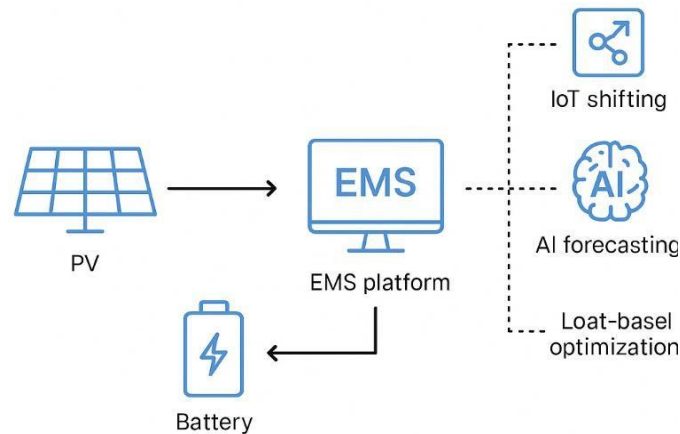 IoT shifting
EMS
AI
PV
EMS platform
AI forecasting
Loat-basel
optimization
Battery